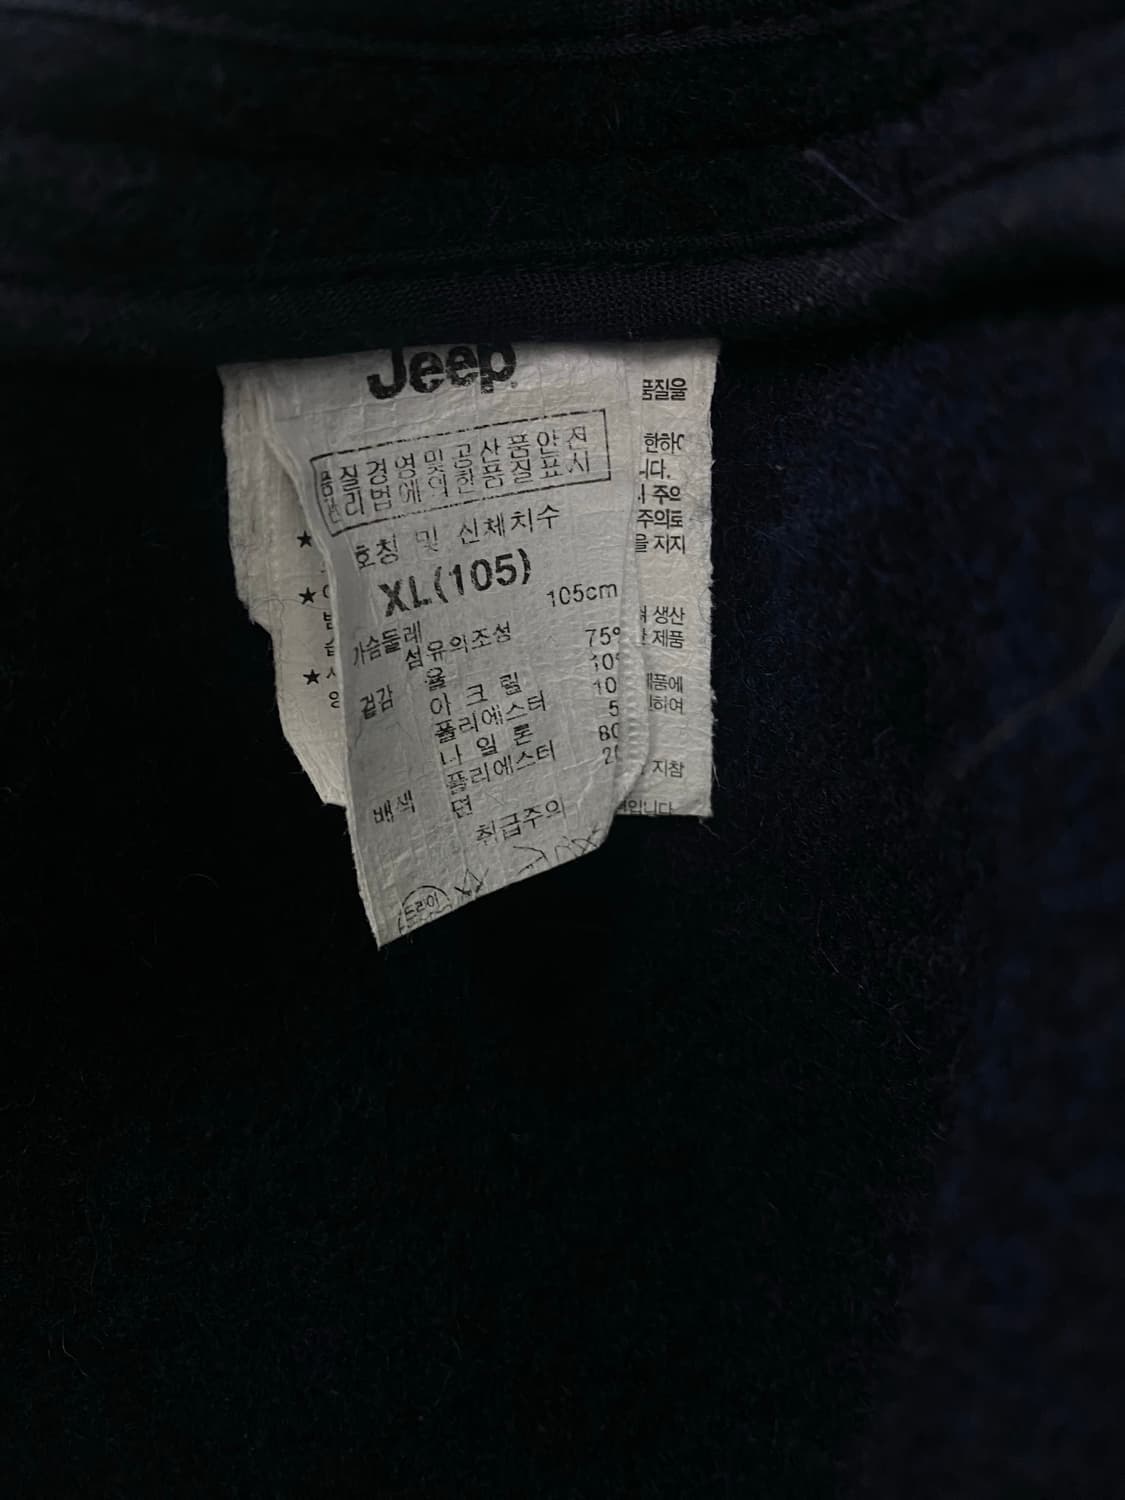 Jeep
품질경영및공산품안전
관리법에의한품질표시
호칭 및 신체치수
XL(105)
가슴둘레 105cm
섬유의조성
겉감 울 75%
아크릴 10%
폴리에스터 10
나일론 5
배색 폴리에스터 80
면 20
취급주의
드라이
품질을
한하
니다.
주의
주의로
을 지지
생산
제품
제품에
하여
지참
입니다
★
★
★